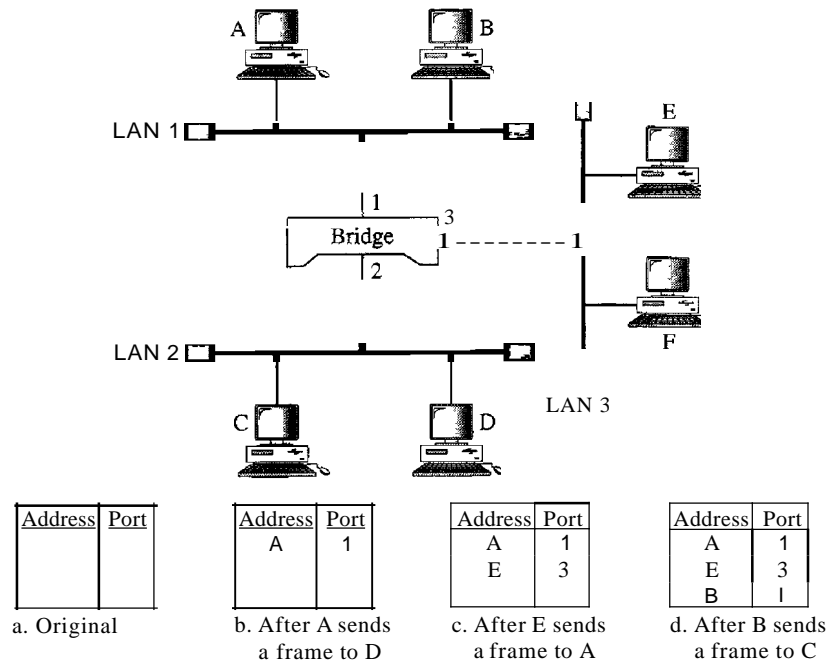 A B
E
LAN 1
1
3
Bridge 1 1
2
F
LAN 2
LAN 3
C D
Address Port
a. Original
Address Port
A 1
b. After A sends
a frame to D
Address Port
A 1
E 3
c. After E sends
a frame to A
Address Port
A 1
E 3
B I
d. After B sends
a frame to C